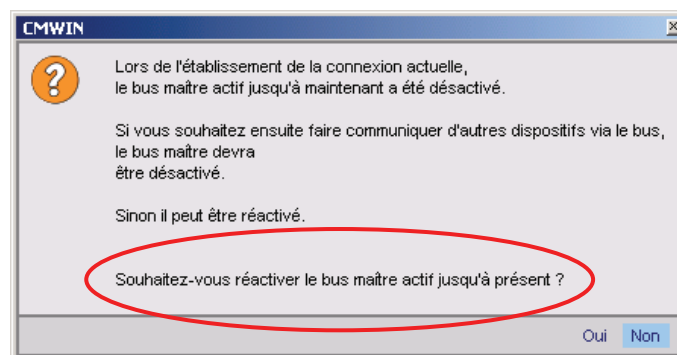 CMWIN
Lors de l'établissement de la connexion actuelle,
le bus maître actif jusqu'à maintenant a été désactivé.
Si vous souhaitez ensuite faire communiquer d'autres dispositifs via le bus,
le bus maître devra
être désactivé.
Sinon il peut être réactivé.
Souhaitez-vous réactiver le bus maître actif jusqu'à présent ?
Oui Non